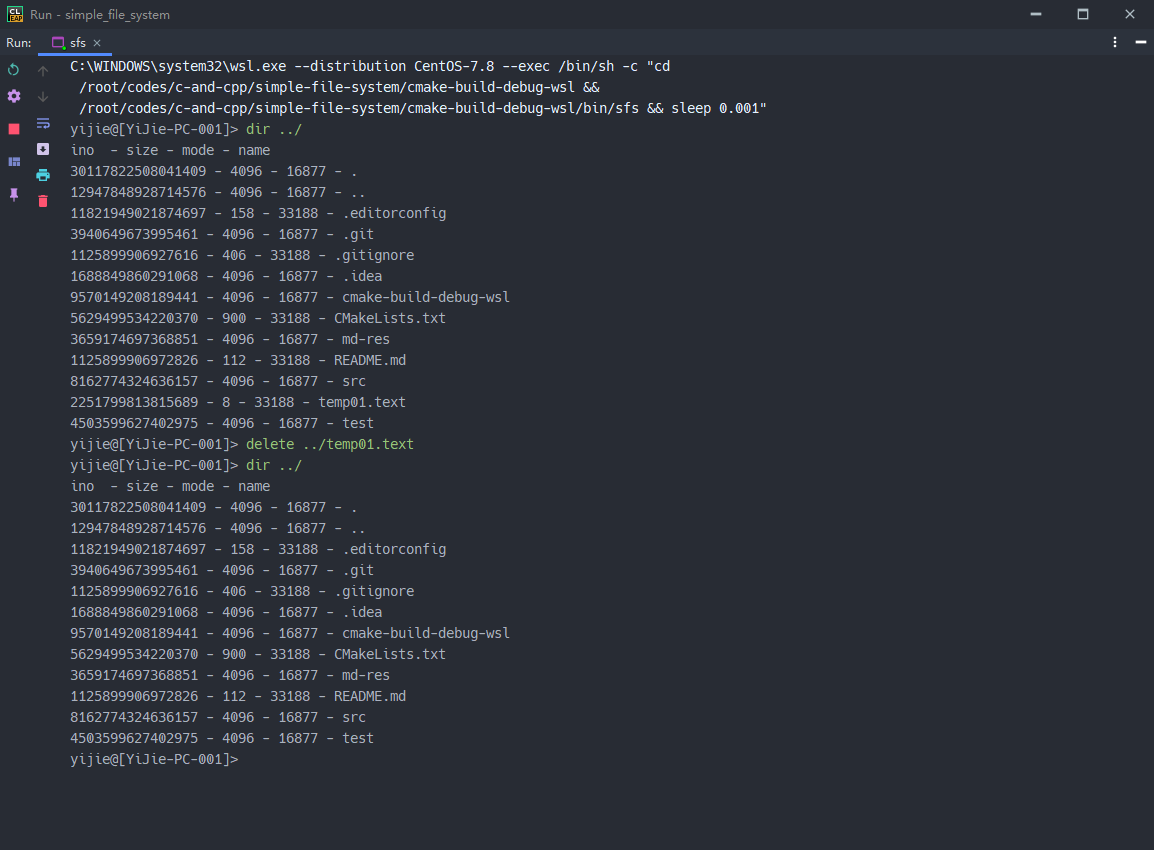 CL
EAP
Run - simple_file_system
Run:
sfs
C:\WINDOWS\system32\wsl.exe --distribution CentOS-7.8 --exec /bin/sh -c "cd
/root/codes/c-and-cpp/simple-file-system/cmake-build-debug-wsl &&
/root/codes/c-and-cpp/simple-file-system/cmake-build-debug-wsl/bin/sfs && sleep 0.001"
yijie@[YiJie-PC-001]> dir ../
ino  - size - mode - name
30117822508041409 - 4096 - 16877 - .
12947848928714576 - 4096 - 16877 - ..
11821949021874697 - 158 - 33188 - .editorconfig
3940649673995461 - 4096 - 16877 - .git
1125899906927616 - 406 - 33188 - .gitignore
1688849860291068 - 4096 - 16877 - .idea
9570149208189441 - 4096 - 16877 - cmake-build-debug-wsl
5629499534220370 - 900 - 33188 - CMakeLists.txt
3659174697368851 - 4096 - 16877 - md-res
1125899906972826 - 112 - 33188 - README.md
8162774324636157 - 4096 - 16877 - src
2251799813815689 - 8 - 33188 - temp01.text
4503599627402975 - 4096 - 16877 - test
yijie@[YiJie-PC-001]> delete ../temp01.text
yijie@[YiJie-PC-001]> dir ../
ino  - size - mode - name
30117822508041409 - 4096 - 16877 - .
12947848928714576 - 4096 - 16877 - ..
11821949021874697 - 158 - 33188 - .editorconfig
3940649673995461 - 4096 - 16877 - .git
1125899906927616 - 406 - 33188 - .gitignore
1688849860291068 - 4096 - 16877 - .idea
9570149208189441 - 4096 - 16877 - cmake-build-debug-wsl
5629499534220370 - 900 - 33188 - CMakeLists.txt
3659174697368851 - 4096 - 16877 - md-res
1125899906972826 - 112 - 33188 - README.md
8162774324636157 - 4096 - 16877 - src
4503599627402975 - 4096 - 16877 - test
yijie@[YiJie-PC-001]>